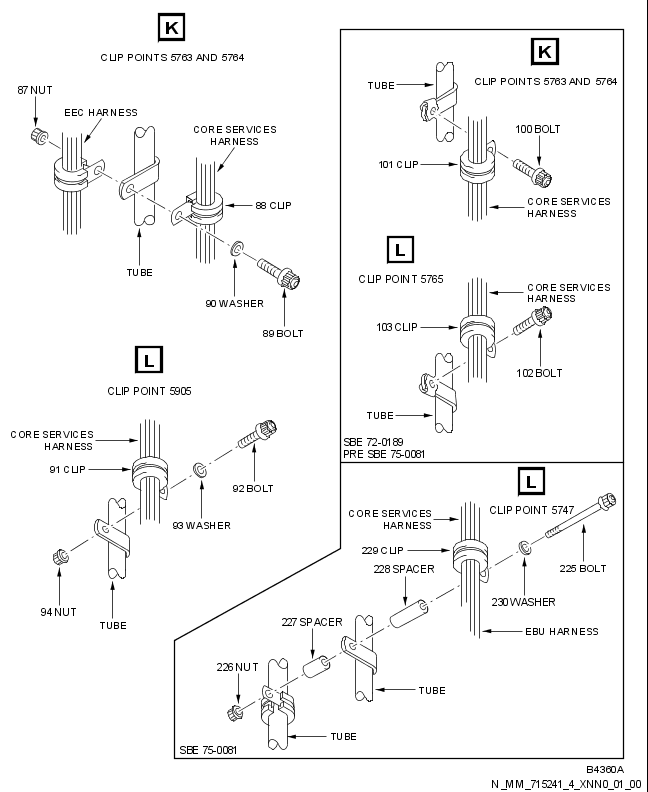 K
CLIP POINTS 5763 AND 5764
87 NUT
EEC HARNESS
CORE SERVICES
HARNESS
88 CLIP
TUBE
90 WASHER
89 BOLT
L
CLIP POINT 5905
CORE SERVICES
HARNESS
91 CLIP
92 BOLT
93 WASHER
94 NUT
TUBE
K
CLIP POINTS 5763 AND 5764
TUBE
100 BOLT
101 CLIP
CORE SERVICES
HARNESS
L
CLIP POINT 5765
CORE SERVICES
HARNESS
103 CLIP
102 BOLT
TUBE
SBE 72-0189
PRE SBE 75-0081
L
CLIP POINT 5747
CORE SERVICES
HARNESS
229 CLIP
228 SPACER
225 BOLT
230 WASHER
227 SPACER
EBU HARNESS
226 NUT
TUBE
TUBE
SBE 75-0081
B4360A
N_MM_715241_4_XNN0_01_00